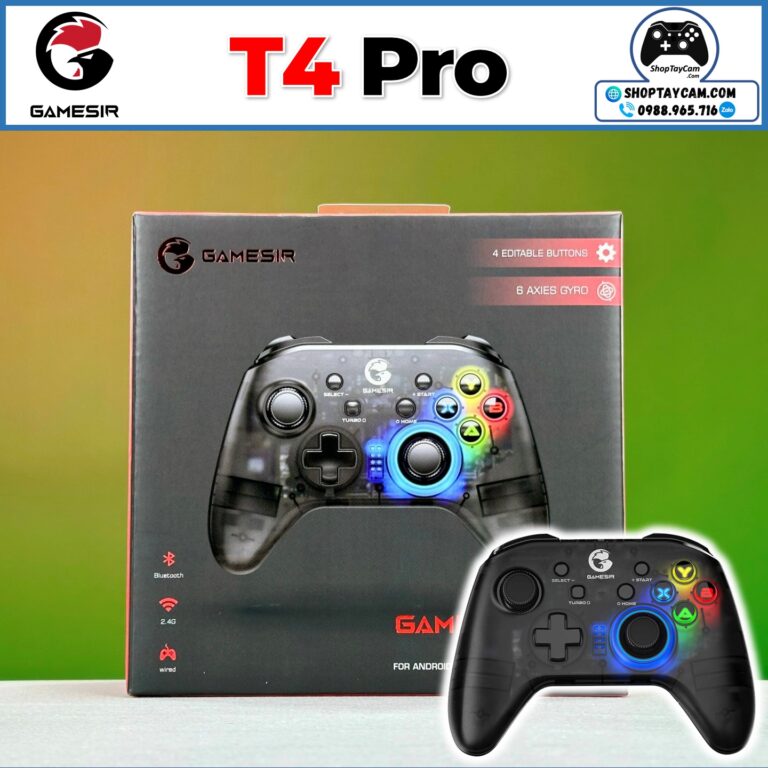 GAMESIR
T4 Pro
ShopTayCam
.Com
SHOPTAYCAM.COM
0988.965.716 Zalo
GAMESIR
4 EDITABLE BUTTONS
6 AXIES GYRO
GAMESIR
SELECT −
+ START
TURBO
HOME
Y
X
B
A
Bluetooth
2.4G
wired
GAM
FOR ANDROID
GAMESIR
SELECT −
+ START
TURBO
HOME
Y
X
B
A